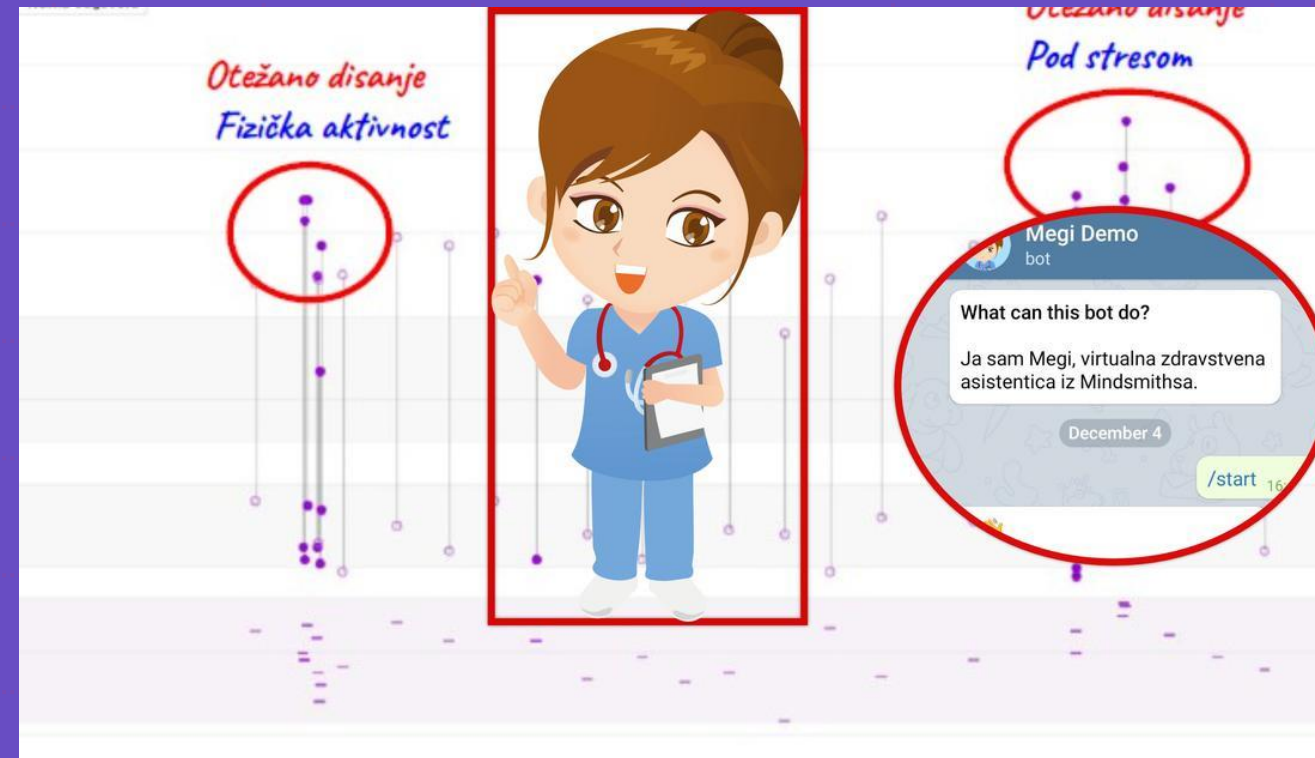 Otežano disanje
Fizička aktivnost
Otežano disanje
Pod stresom
Megi Demo
bot
What can this bot do?
Ja sam Megi, virtualna zdravstvena
asistentica iz Mindsmithsa.
December 4
/start